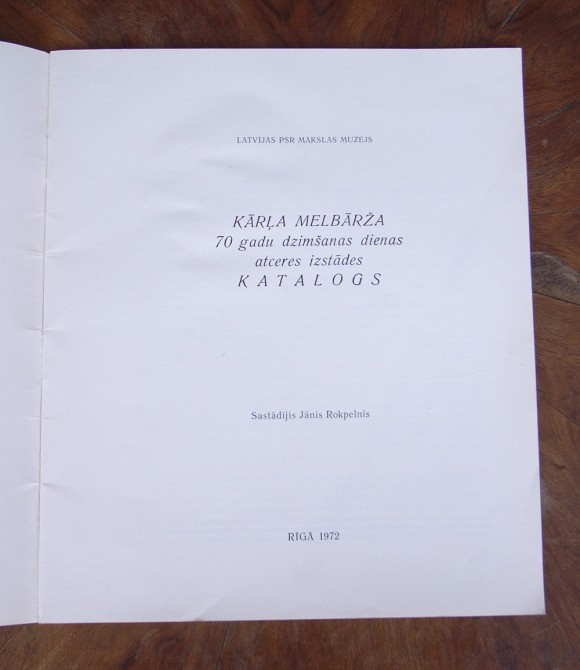 LATVIJAS PSR MĀKSLAS MUZEJS
KĀRĻA MELBĀRŽA
70 gadu dzimšanas dienas
atceres izstādes
KATALOGS
Sastādījis Jānis Rokpelnis
RĪGĀ 1972